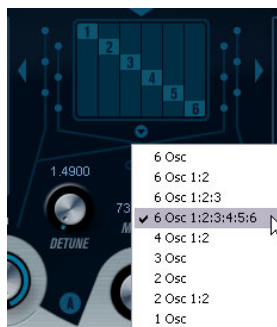 1
2
3
4
5
6
1.4900
DETUNE
73
M
A
6 Osc
6 Osc 1:2
6 Osc 1:2:3
6 Osc 1:2:3:4:5:6
4 Osc 1:2
3 Osc
2 Osc
2 Osc 1:2
1 Osc